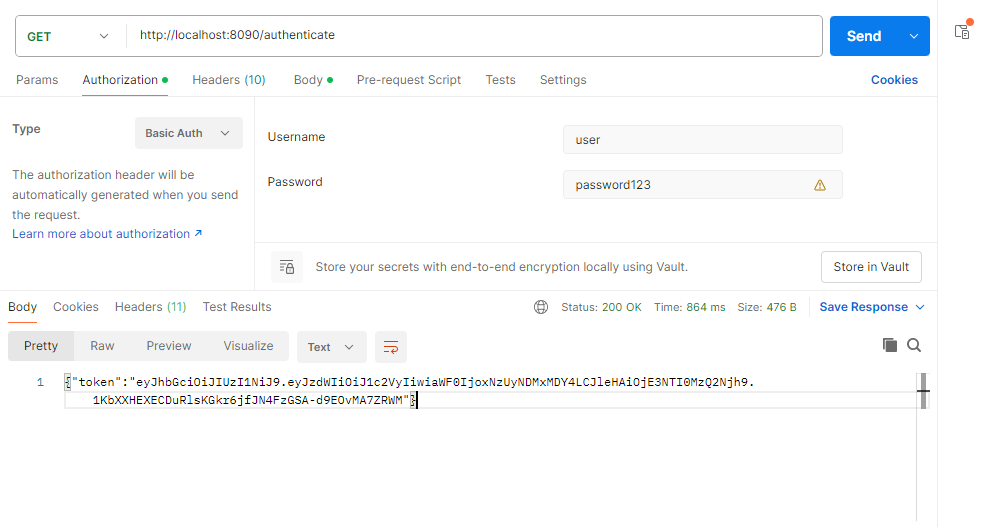 GET
http://localhost:8090/authenticate
Send
Params
Authorization
Headers (10)
Body
Pre-request Script
Tests
Settings
Cookies
Type
Basic Auth
The authorization header will be
automatically generated when you send
the request.
Learn more about authorization ↗
Username
user
Password
password123
Store your secrets with end-to-end encryption locally using Vault.
Store in Vault
Body
Cookies
Headers (11)
Test Results
Status: 200 OK
Time: 864 ms
Size: 476 B
Save Response
Pretty
Raw
Preview
Visualize
Text
1
{"token":"eyJhbGciOiJIUzI1NiJ9.eyJzdWIiOiJ1c2VyIiwiaWF0IjoxNzUyNDMxMDY4LCJleHAiOjE3NTI0MzQ2Njh9.
1KbXXHEXECDuRlsKGkr6jfJN4FzGSA-d9EOvMA7ZRWM"}